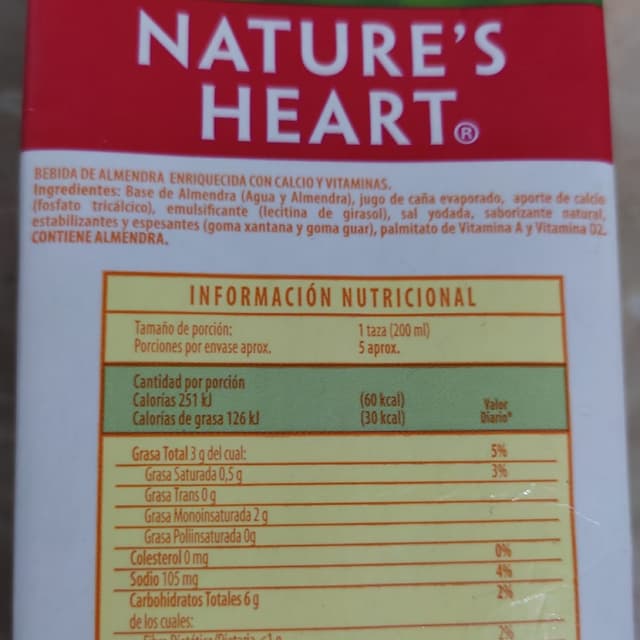 NATURE'S
HEART®
BEBIDA DE ALMENDRA ENRIQUECIDA CON CALCIO Y VITAMINAS.
Ingredientes: Base de Almendra (Agua y Almendra), jugo de caña evaporado, aporte de calcio
(fosfato tricálcico), emulsificante (lecitina de girasol), sal yodada, saborizante natural,
estabilizantes y espesantes (goma xantana y goma guar), palmitato de Vitamina A y Vitamina D2.
CONTIENE ALMENDRA.
INFORMACIÓN NUTRICIONAL
Tamaño de porción: 1 taza (200 ml)
Porciones por envase aprox. 5 aprox.
Cantidad por porción
Calorías 251 kJ (60 kcal) Valor
Calorías de grasa 126 kJ (30 kcal) Diario*
Grasa Total 3 g del cual: 5%
Grasa Saturada 0,5 g 3%
Grasa Trans 0 g
Grasa Monoinsaturada 2 g
Grasa Poliinsaturada 0g
Colesterol 0 mg 0%
Sodio 105 mg 4%
Carbohidratos Totales 6 g 2%
de los cuales:
Fibra Dietética/Dietaria <1 g 2%